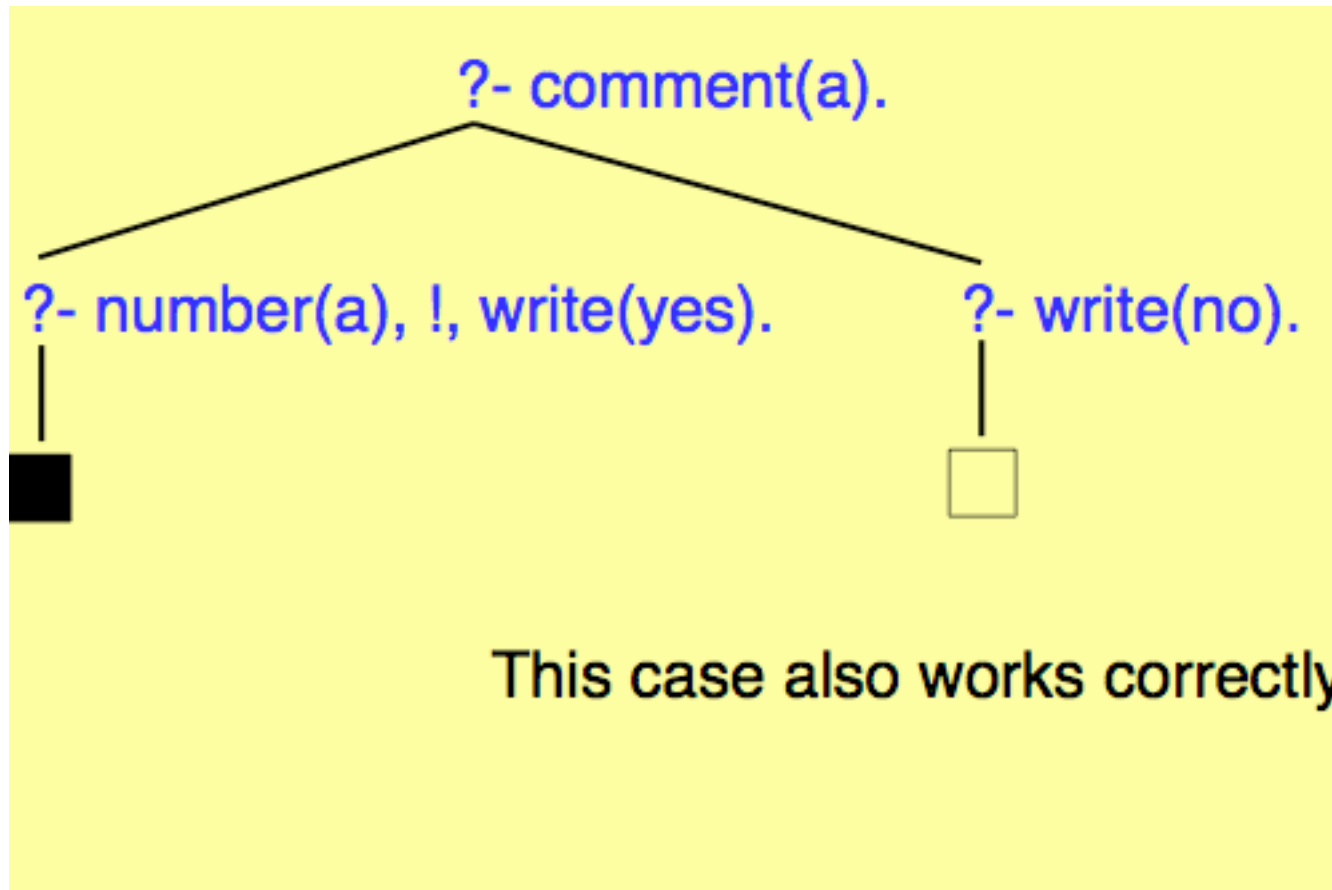 ?- comment(a).
?- number(a), !, write(yes).
?- write(no).
This case also works correctly